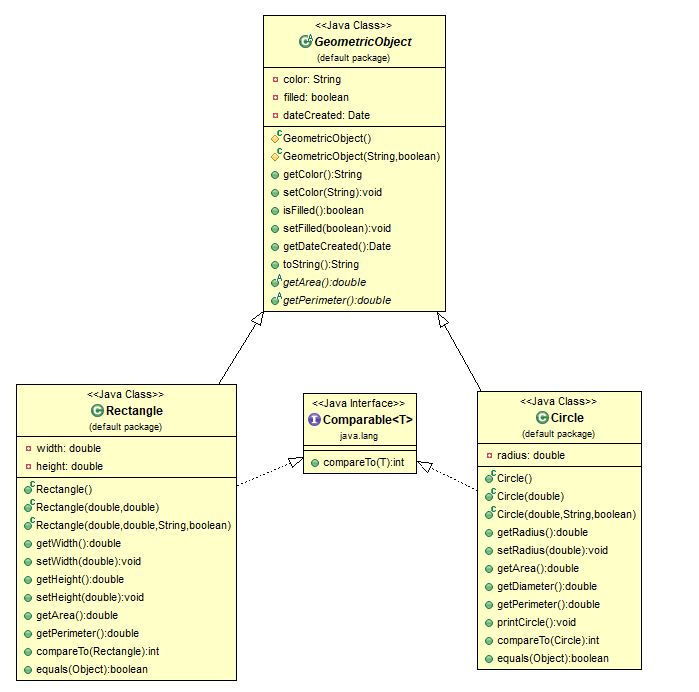 <<Java Class>>
GeometricObject
(default package)
color: String
filled: boolean
dateCreated: Date
GeometricObject()
GeometricObject(String,boolean)
getColor():String
setColor(String):void
isFilled():boolean
setFilled(boolean):void
getDateCreated():Date
toString():String
getArea():double
getPerimeter():double
<<Java Class>>
Rectangle
(default package)
width: double
height: double
Rectangle()
Rectangle(double,double)
Rectangle(double,double,String,boolean)
getWidth():double
setWidth(double):void
getHeight():double
setHeight(double):void
getArea():double
getPerimeter():double
compareTo(Rectangle):int
equals(Object):boolean
<<Java Interface>>
Comparable<T>
java.lang
compareTo(T):int
<<Java Class>>
Circle
(default package)
radius: double
Circle()
Circle(double)
Circle(double,String,boolean)
getRadius():double
setRadius(double):void
getArea():double
getDiameter():double
getPerimeter():double
printCircle():void
compareTo(Circle):int
equals(Object):boolean